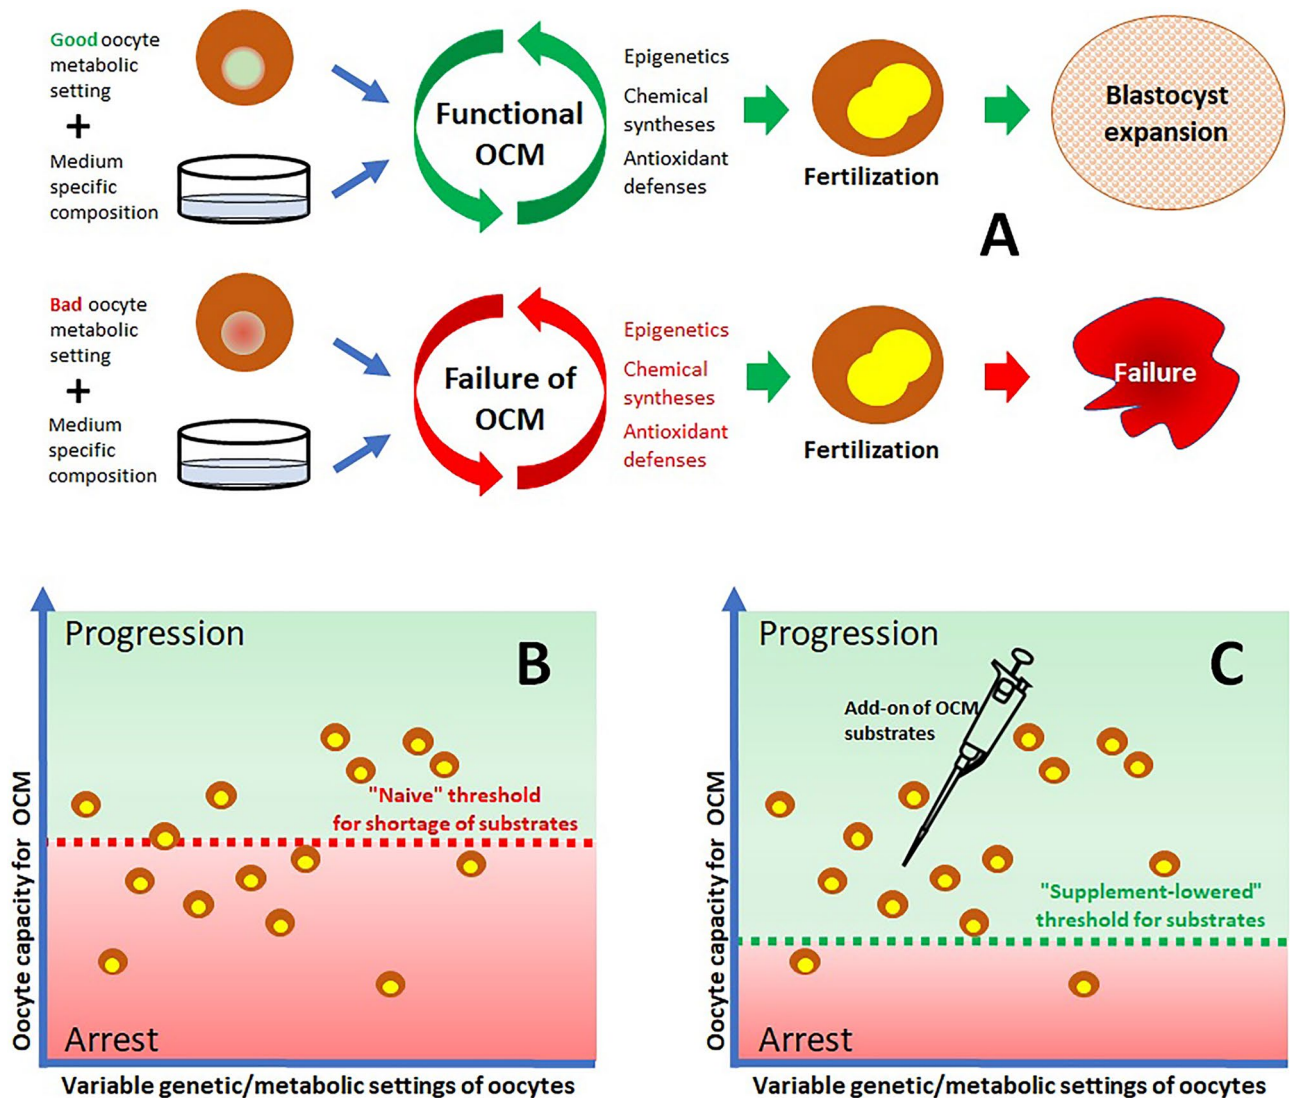 Good oocyte
metabolic
setting
+
Medium
specific
composition
Functional
OCM
Epigenetics
Chemical
syntheses
Antioxidant
defenses
Fertilization
Blastocyst
expansion
A
Bad oocyte
metabolic
setting
+
Medium
specific
composition
Failure of
OCM
Epigenetics
Chemical
syntheses
Antioxidant
defenses
Fertilization
Failure
Progression
B
"Naive" threshold
for shortage of substrates
Arrest
Oocyte capacity for OCM
Variable genetic/metabolic settings of oocytes
Progression
C
Add-on of OCM
substrates
"Supplement-lowered"
threshold for substrates
Arrest
Oocyte capacity for OCM
Variable genetic/metabolic settings of oocytes